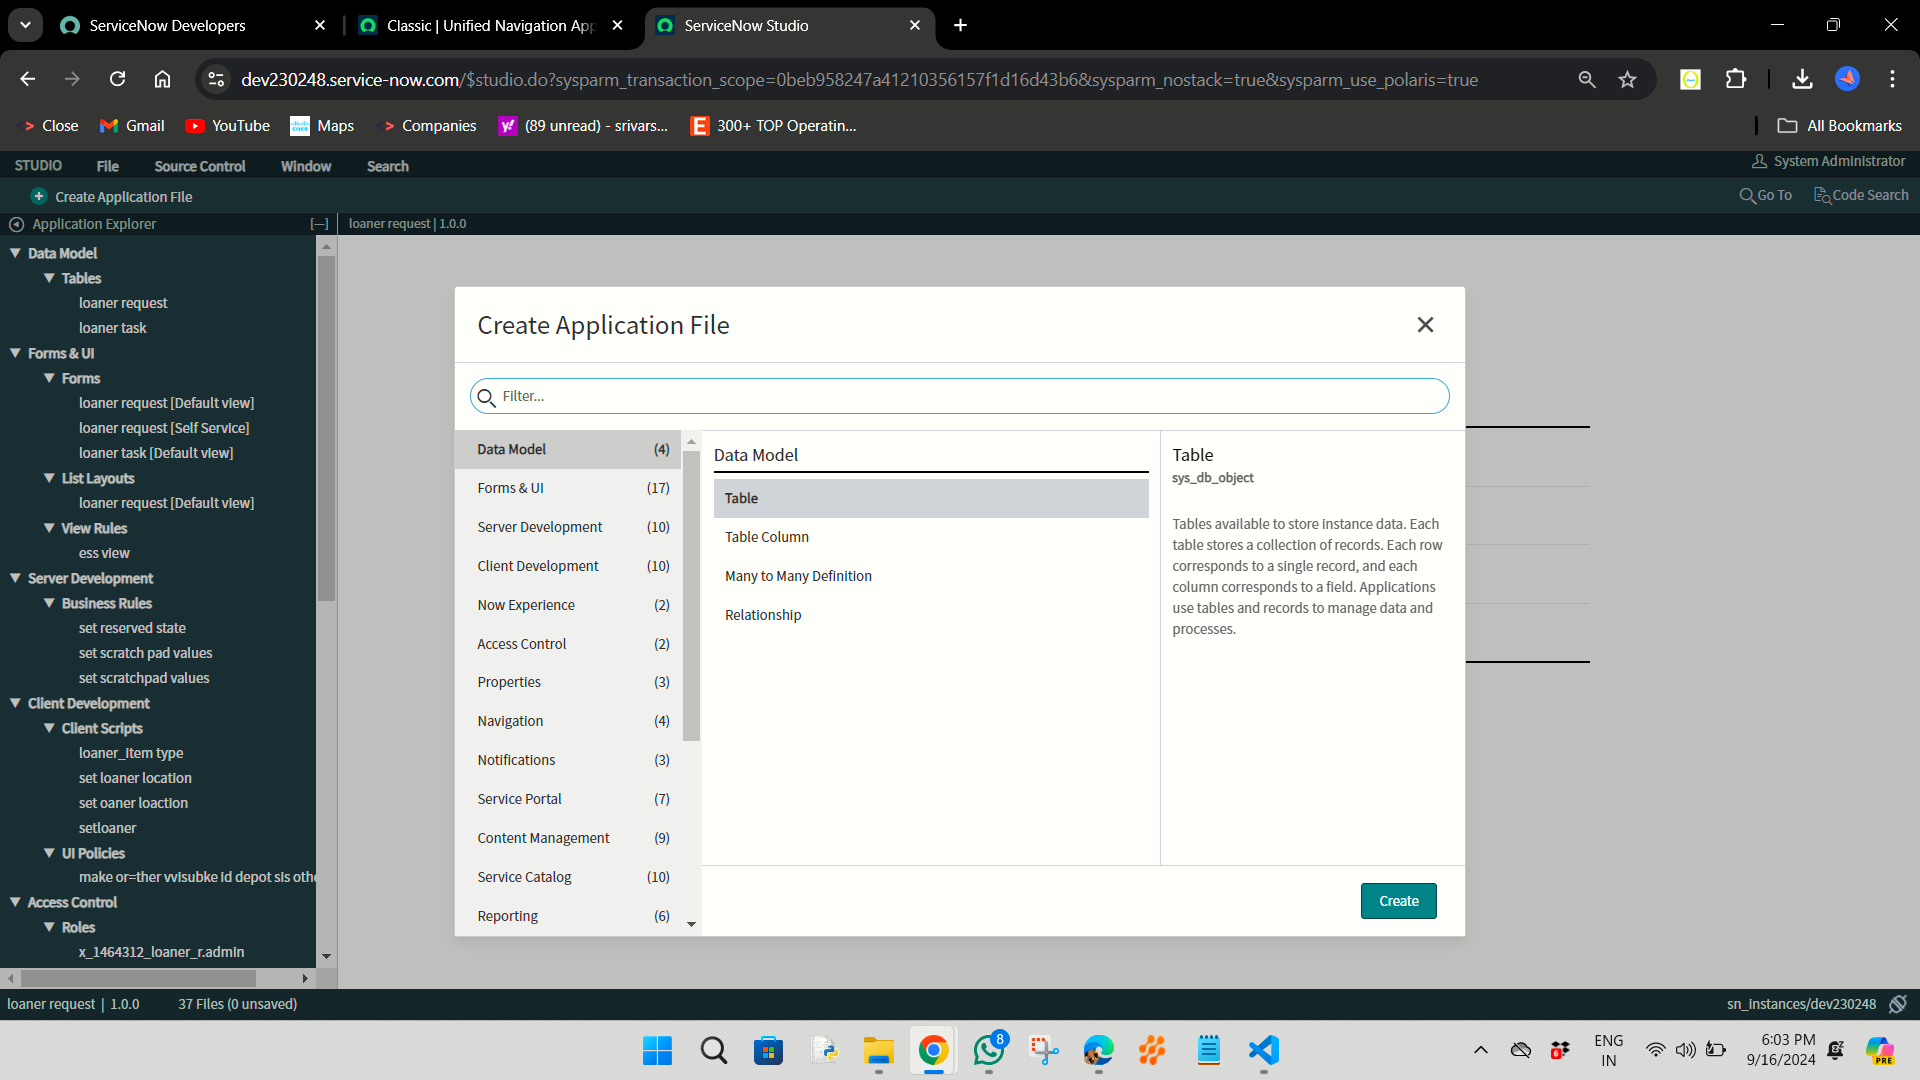 ServiceNow Developers
Classic | Unified Navigation App
ServiceNow Studio
dev230248.service-now.com/$studio.do?sysparm_transaction_scope=0beb958247a41210356157f1d16d43b6&sysparm_nostack=true&sysparm_use_polaris=true
Close
Gmail
YouTube
Maps
Companies
(89 unread) - srivars...
300+ TOP Operatin...
All Bookmarks
STUDIO
File
Source Control
Window
Search
System Administrator
Create Application File
Go To
Code Search
Application Explorer
[—]
loaner request | 1.0.0
Data Model
Tables
loaner request
loaner task
Forms & UI
Forms
loaner request [Default view]
loaner request [Self Service]
loaner task [Default view]
List Layouts
loaner request [Default view]
View Rules
ess view
Server Development
Business Rules
set reserved state
set scratch pad values
set scratchpad values
Client Development
Client Scripts
loaner_item type
set loaner location
set oaner loaction
setloaner
UI Policies
make or=ther vvisubke id depot sis oth
Access Control
Roles
x_1464312_loaner_r.admin
Create Application File
Filter...
Data Model (4)
Forms & UI (17)
Server Development (10)
Client Development (10)
Now Experience (2)
Access Control (2)
Properties (3)
Navigation (4)
Notifications (3)
Service Portal (7)
Content Management (9)
Service Catalog (10)
Reporting (6)
Data Model
Table
Table Column
Many to Many Definition
Relationship
Table
sys_db_object
Tables available to store instance data. Each
table stores a collection of records. Each row
corresponds to a single record, and each
column corresponds to a field. Applications
use tables and records to manage data and
processes.
Create
loaner request | 1.0.0
37 Files (0 unsaved)
sn_instances/dev230248
8
6
ENG
IN
6:03 PM
9/16/2024
PRE